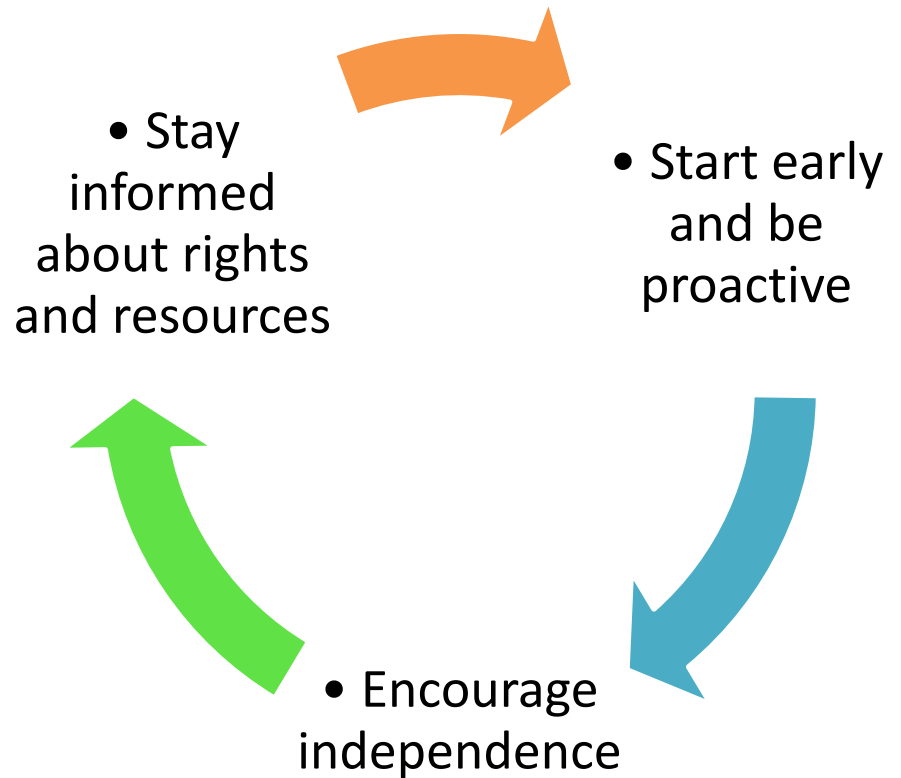 • Stay
informed
about rights
and resources
• Start early
and be
proactive
• Encourage
independence